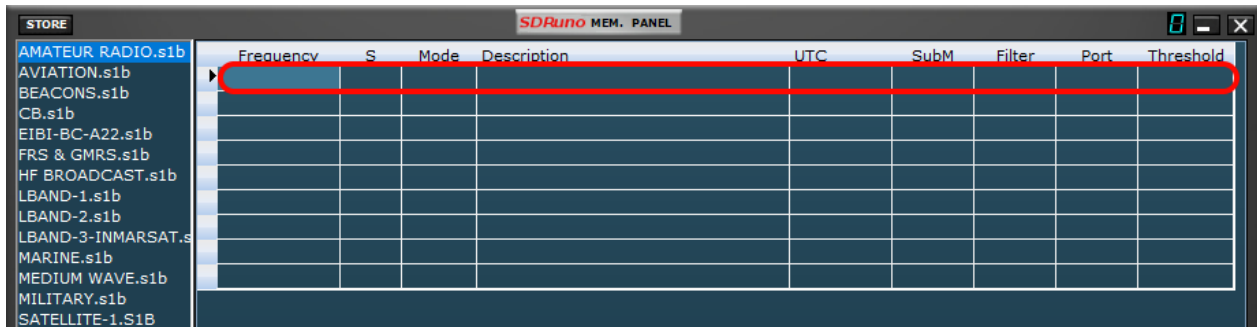 STORE
SDRuno MEM. PANEL
8
AMATEUR RADIO.s1b
AVIATION.s1b
BEACONS.s1b
CB.s1b
EIBI-BC-A22.s1b
FRS & GMRS.s1b
HF BROADCAST.s1b
LBAND-1.s1b
LBAND-2.s1b
LBAND-3-INMARSAT.s
MARINE.s1b
MEDIUM WAVE.s1b
MILITARY.s1b
SATELLITE-1.S1B
Frequency S Mode Description UTC SubM Filter Port Threshold